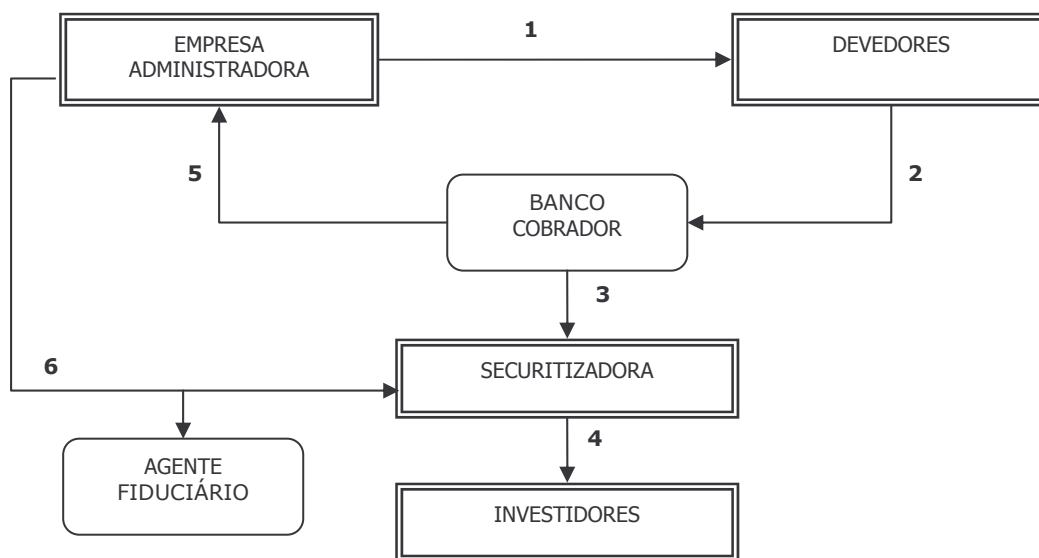 EMPRESA
ADMINISTRADORA
1
DEVEDORES
5
2
BANCO
COBRADOR
3
6
SECURITIZADORA
4
AGENTE
FIDUCIÁRIO
INVESTIDORES